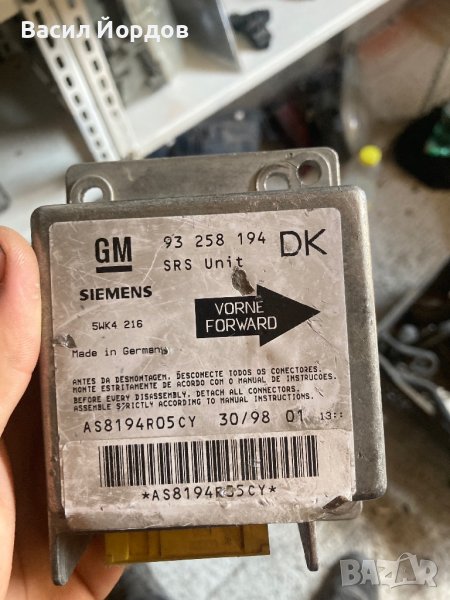 Васил Йордов
GM 93 258 194 DK
SRS Unit
SIEMENS
VORNE
FORWARD
5WK4 216
Made in Germany
ANTES DA DESMONTAGEM, DESCONECTE TODOS OS CONECTORES.
MONTE ESTRITAMENTE DE ACORDO COM O MANUAL DE INSTRUCOES.
BEFORE EVERY DISASSEMBLY, DETACH ALL CONNECTORS.
ASSEMBLE STRICTLY ACCORDING TO MANUAL INSTRUCTIONS.
AS8194R05CY 30/98 01 13::
*AS8194R05CY*
BAZAR